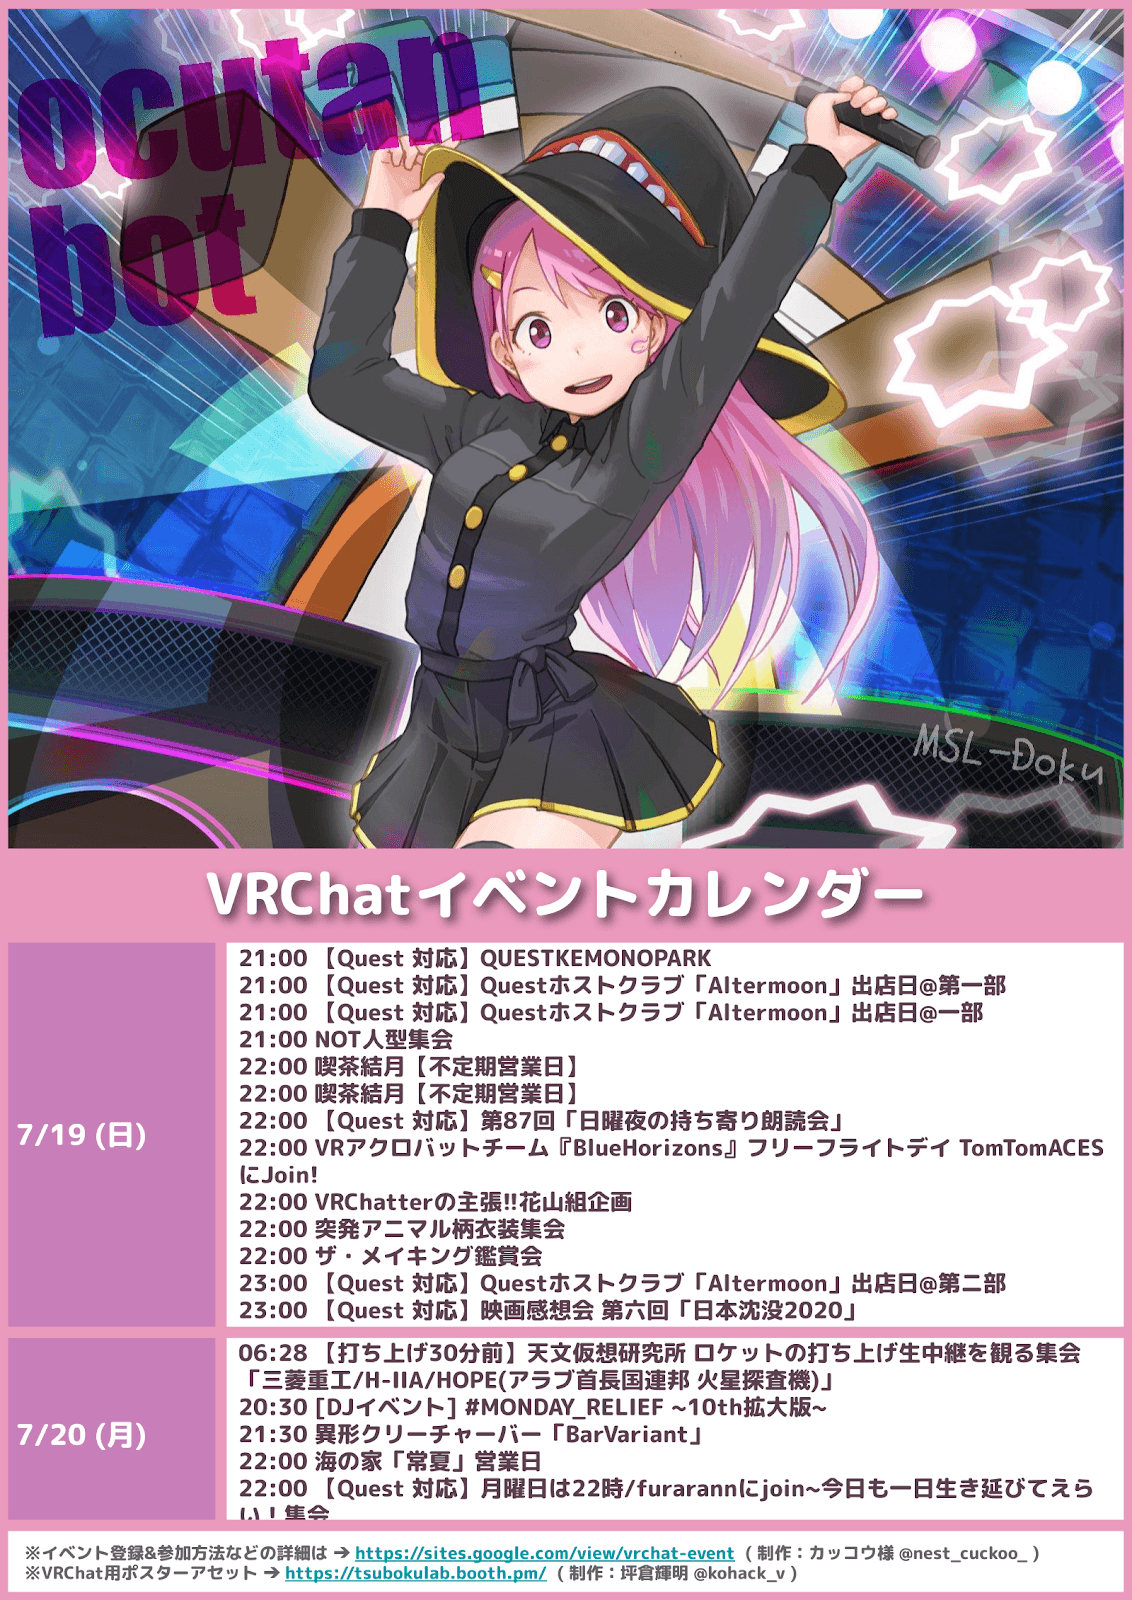 ocutan
bot
MSL-Doku
VRChatイベントカレンダー
7/19 (日)
21:00 【Quest 対応】QUESTKEMONOPARK
21:00 【Quest 対応】Questホストクラブ「Altermoon」出店日@第一部
21:00 【Quest 対応】Questホストクラブ「Altermoon」出店日@一部
21:00 NOT人型集会
22:00 喫茶結月【不定期営業日】
22:00 喫茶結月【不定期営業日】
22:00 【Quest 対応】第87回「日曜夜の持ち寄り朗読会」
22:00 VRアクロバットチーム『BlueHorizons』フリーフライトデイ TomTomACES
にJoin!
22:00 VRChatterの主張!!花山組企画
22:00 突発アニマル柄衣装集会
22:00 ザ・メイキング鑑賞会
23:00 【Quest 対応】Questホストクラブ「Altermoon」出店日@第二部
23:00 【Quest 対応】映画感想会 第六回「日本沈没2020」
7/20 (月)
06:28 【打ち上げ30分前】天文仮想研究所 ロケットの打ち上げ生中継を観る集会
「三菱重工/H-IIA/HOPE(アラブ首長国連邦 火星探査機)」
20:30 [DJイベント] #MONDAY_RELIEF ~10th拡大版~
21:30 異形クリーチャーバー「BarVariant」
22:00 海の家「常夏」営業日
22:00 【Quest 対応】月曜日は22時/furarannにjoin~今日も一日生き延びてえら
い！集会
※イベント登録&参加方法などの詳細は ➔ https://sites.google.com/view/vrchat-event ( 制作：カッコウ様 @nest_cuckoo_ )
※VRChat用ポスターアセット ➔ https://tsubokulab.booth.pm/ ( 制作：坪倉輝明 @kohack_v )